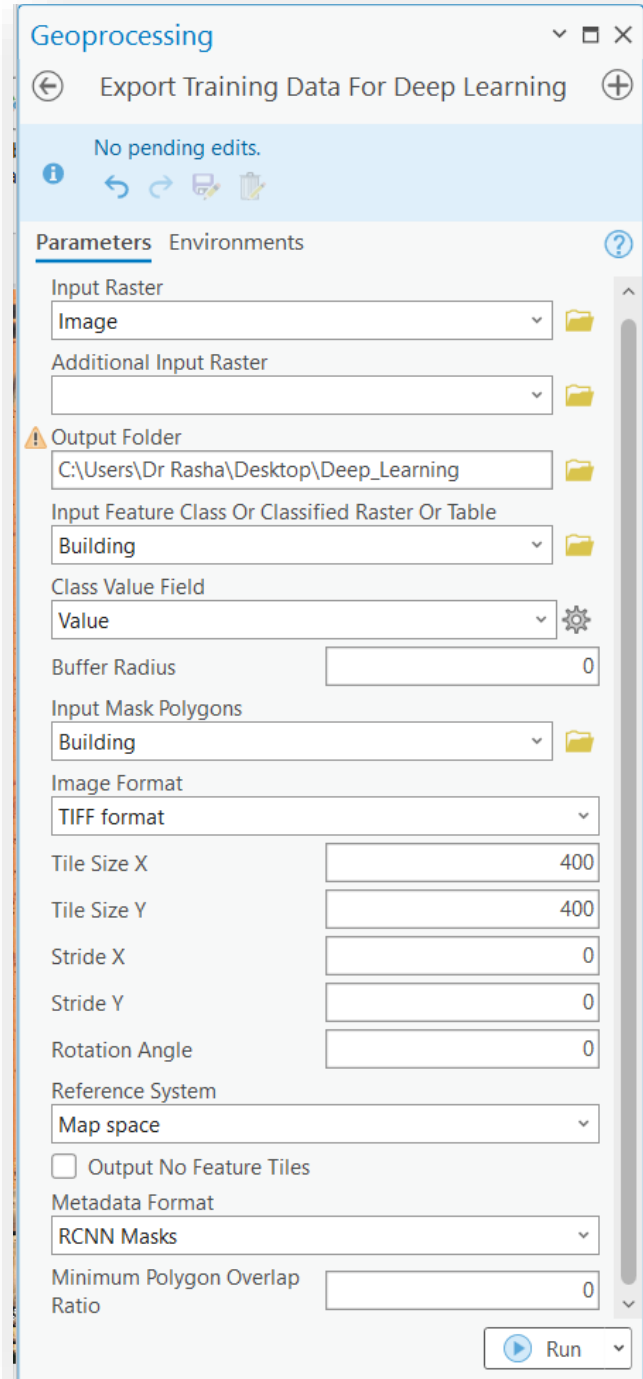 Geoprocessing
Export Training Data For Deep Learning
No pending edits.
Parameters Environments
Input Raster
Image
Additional Input Raster
Output Folder
C:\Users\Dr Rasha\Desktop\Deep_Learning
Input Feature Class Or Classified Raster Or Table
Building
Class Value Field
Value
Buffer Radius 0
Input Mask Polygons
Building
Image Format
TIFF format
Tile Size X 400
Tile Size Y 400
Stride X 0
Stride Y 0
Rotation Angle 0
Reference System
Map space
Output No Feature Tiles
Metadata Format
RCNN Masks
Minimum Polygon Overlap
Ratio 0
Run